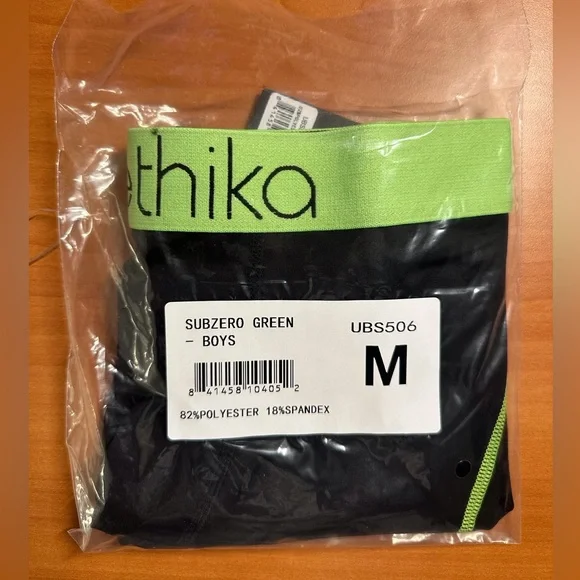 ethika
SUBZERO GREEN
- BOYS
UBS506
M
8 41458 10405 2
82%POLYESTER 18%SPANDEX